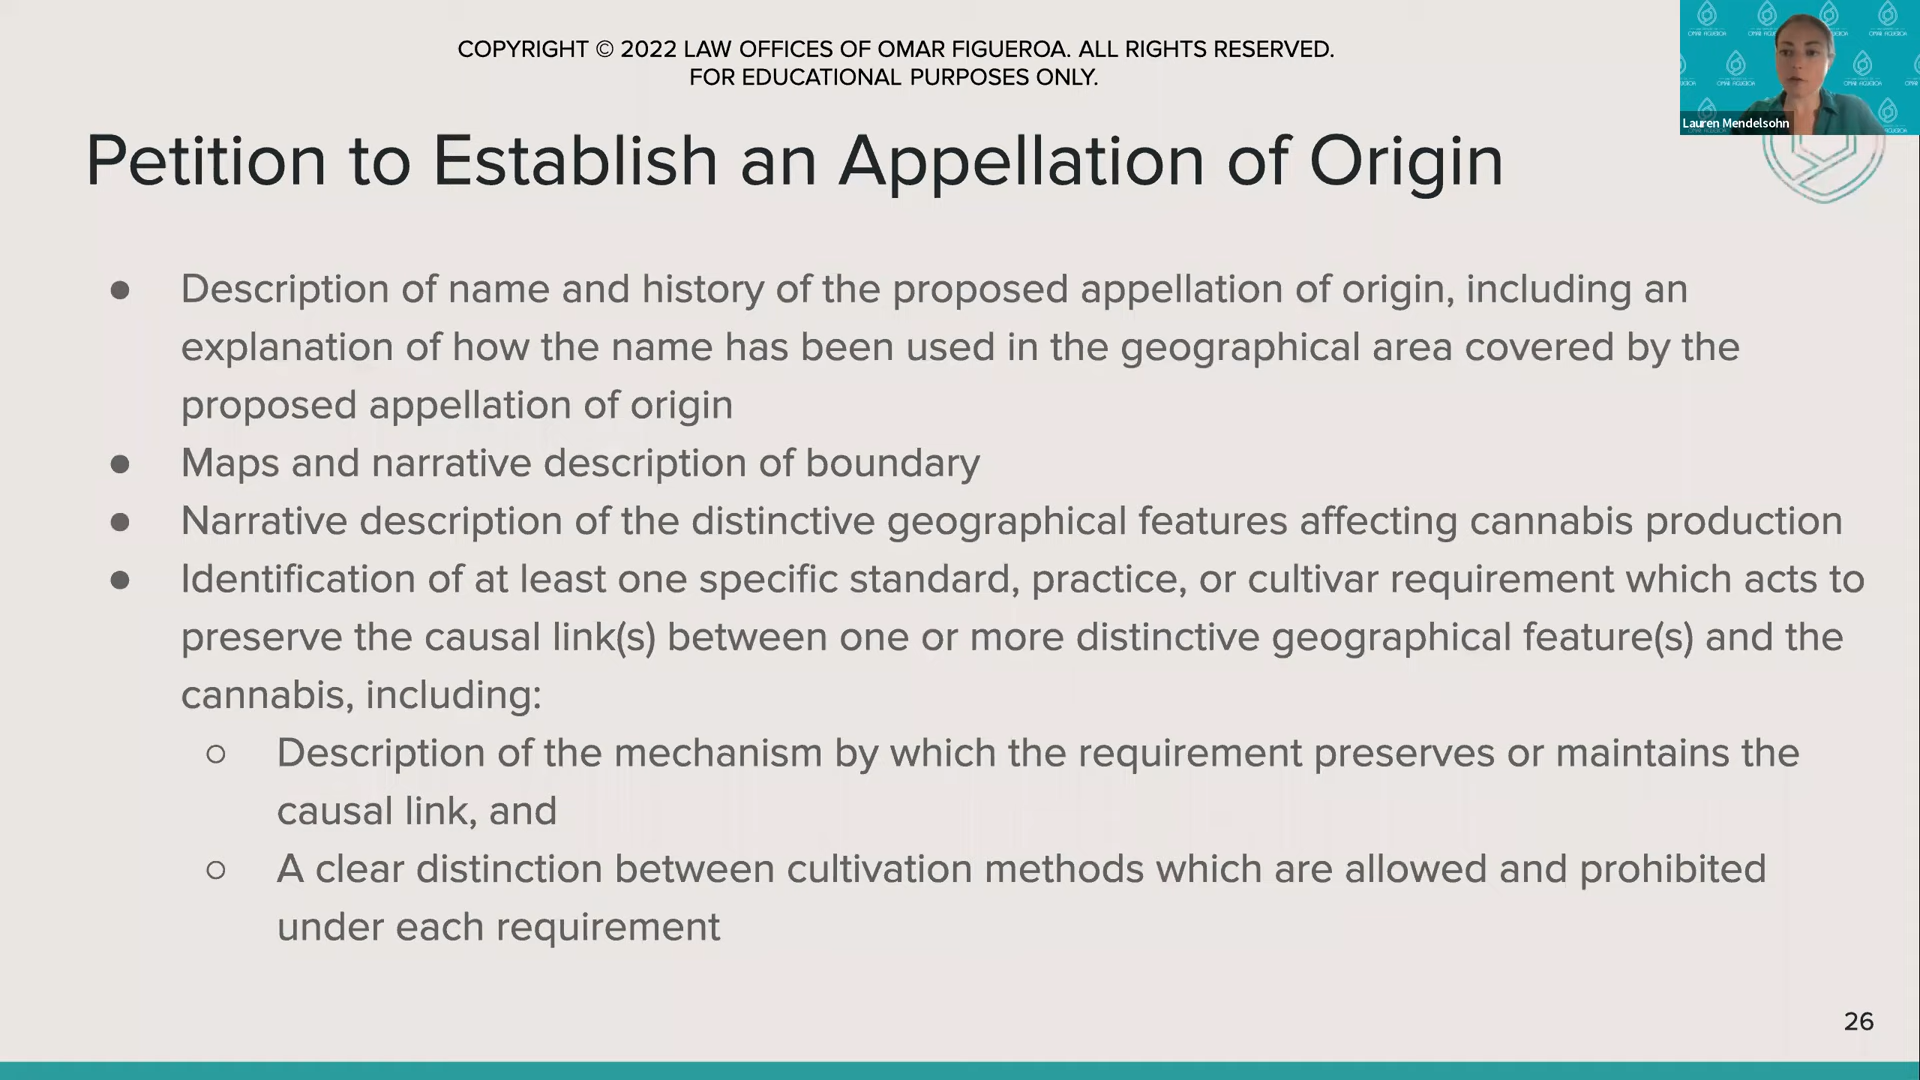 COPYRIGHT © 2022 LAW OFFICES OF OMAR FIGUEROA. ALL RIGHTS RESERVED.
FOR EDUCATIONAL PURPOSES ONLY.
Lauren Mendelsohn
Petition to Establish an Appellation of Origin
● Description of name and history of the proposed appellation of origin, including an
explanation of how the name has been used in the geographical area covered by the
proposed appellation of origin
● Maps and narrative description of boundary
● Narrative description of the distinctive geographical features affecting cannabis production
● Identification of at least one specific standard, practice, or cultivar requirement which acts to
preserve the causal link(s) between one or more distinctive geographical feature(s) and the
cannabis, including:
○ Description of the mechanism by which the requirement preserves or maintains the
causal link, and
○ A clear distinction between cultivation methods which are allowed and prohibited
under each requirement
26